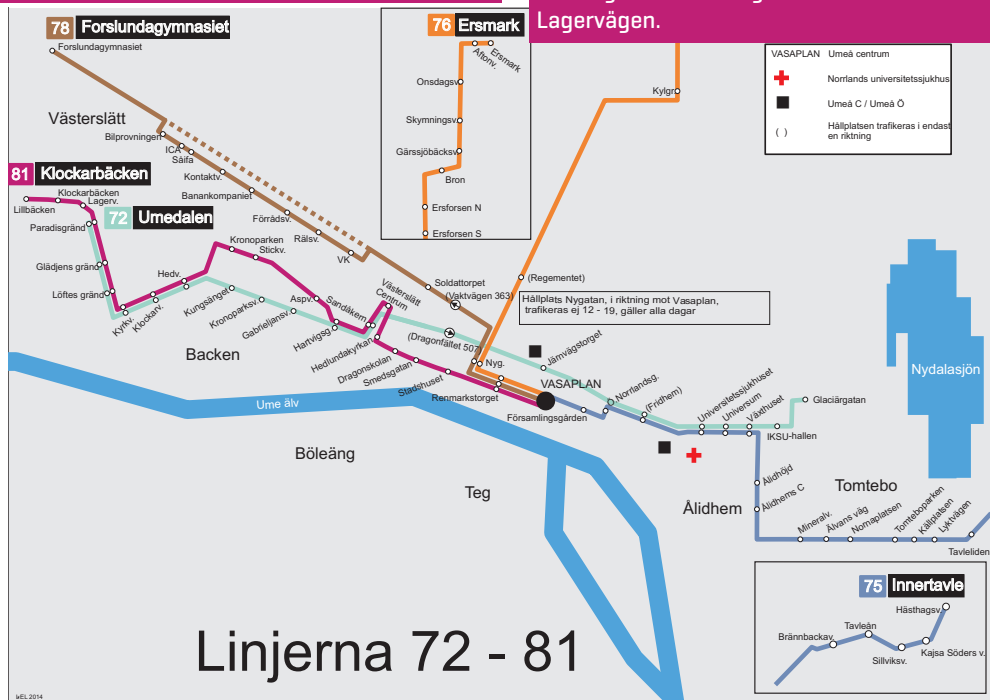 Lagervägen.
78 Forslundagymnasiet
Forslundagymnasiet
Västerslätt
Bilprovningen
ICA
Säifa
Kontaktv.
Banankompaniet
Förrådsv.
Rälsv.
VK
Soldattorpet
(Vaktvägen 363)
76 Ersmark
Ersmark
Aftonv.
Onsdagsv.
Skymningsv.
Gärssjöbäcksv.
Bron
Ersforsen N
Ersforsen S
Kylgr.
(Regementet)
VASAPLAN Umeå centrum
Norrlands universitetssjukhus
Umeå C / Umeå Ö
( ) Hållplatsen trafikeras i endast
en riktning
81 Klockarbäcken
Klockarbäcken
Lillbäcken
Lagerv.
72 Umedalen
Paradisgränd
Glädjens gränd
Löftes gränd
Kyrkv.
Klockarv.
Hedv.
Kronoparken
Stickv.
Kungsänget
Kronoparksv.
Gabrieljansv.
Aspv.
Hartvigsg
Sandåkern
Västerslätt
Centrum
Hedlundakyrkan
Dragonskolan
Smedsgatan
Stadshuset
Renmarkstorget
(Dragonfältet 507)
Nyg.
Hållplats Nygatan, i riktning mot Vasaplan,
trafikeras ej 12 - 19, gäller alla dagar
Järnvägstorget
VASAPLAN
Församlingsgården
Norrlandsg.
(Fridhem)
Universitetssjukhuset
Universum
Växthuset
IKSU-hallen
Glaciärgatan
Nydalasjön
Backen
Ume älv
Böleäng
Teg
Ålidhem
Tomtebo
Ålidhöjd
Ålidhems C
Mineralv.
Älvans väg
Nornaplatsen
Tomteboparken
Källplatsen
Lyktvägen
Tavleliden
75 Innertavle
Hästhagsv.
Brännbackav.
Tavleån
Sillviksv.
Kajsa Söders v.
Linjerna 72 - 81